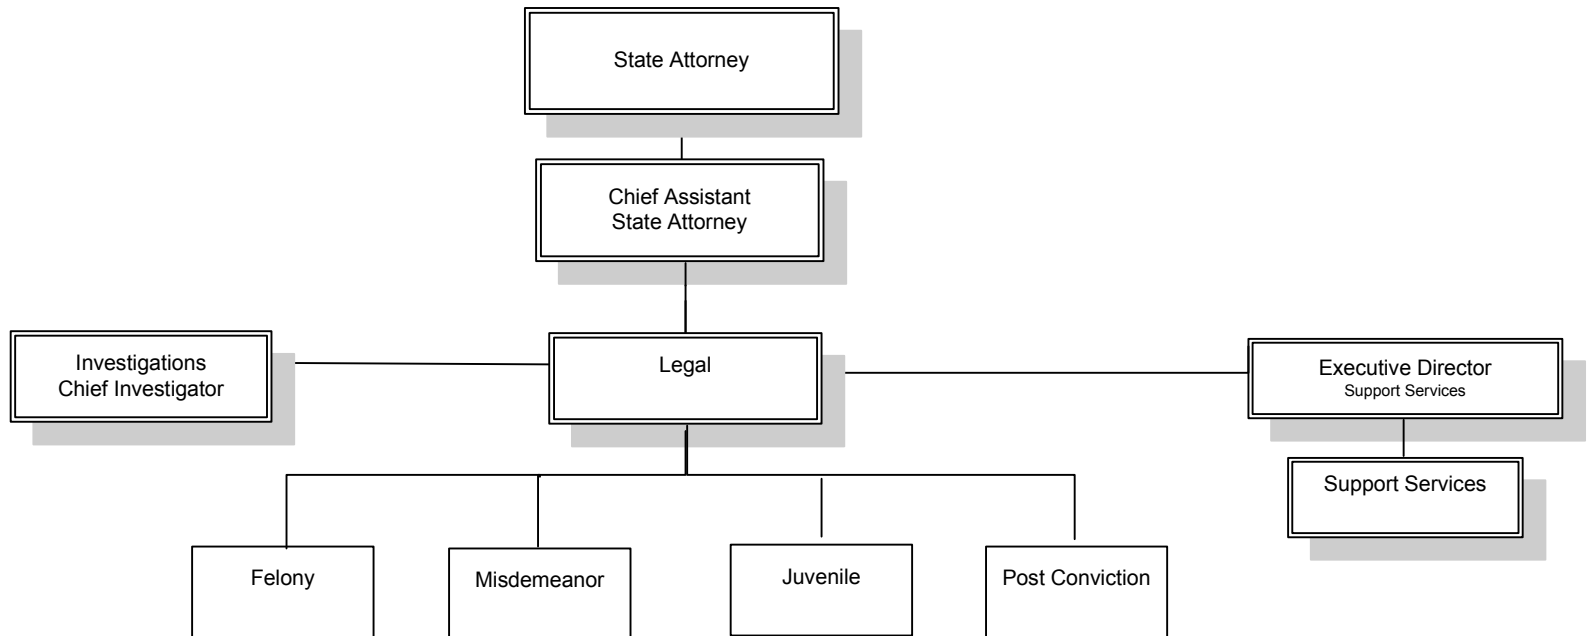 State Attorney
Chief Assistant
State Attorney
Investigations
Chief Investigator
Legal
Executive Director
Support Services
Support Services
Felony
Misdemeanor
Juvenile
Post Conviction